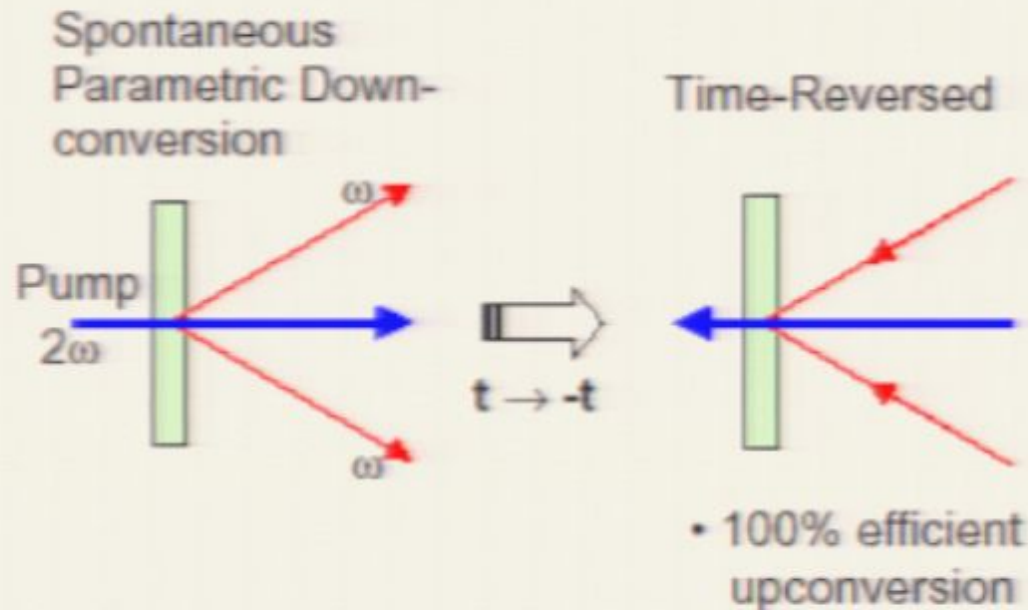 Spontaneous
Parametric Down-
conversion
Time-Reversed
ω
Pump
2ω
ω
t → -t
• 100% efficient
upconversion